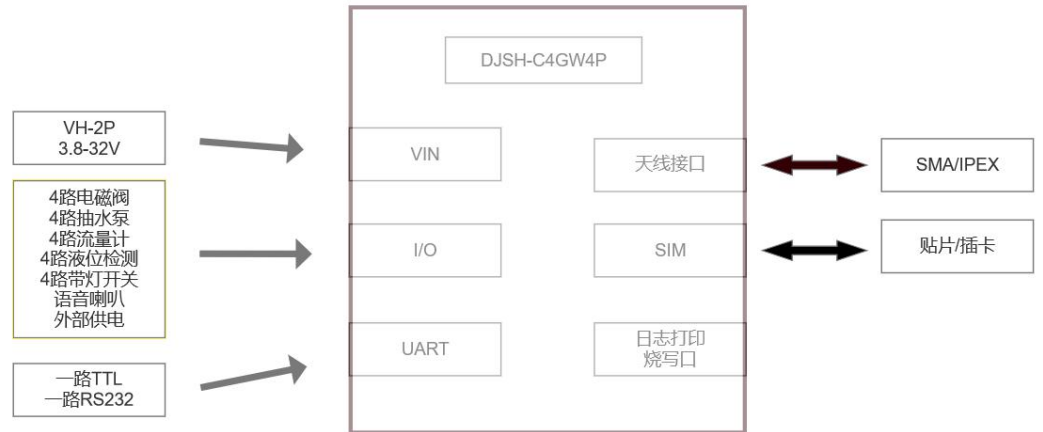 DJSH-C4GW4P
VH-2P
3.8-32V
VIN
天线接口
SMA/IPEX
4路电磁阀
4路抽水泵
4路流量计
4路液位检测
4路带灯开关
语音喇叭
外部供电
I/O
SIM
贴片/插卡
UART
日志打印
烧写口
一路TTL
一路RS232